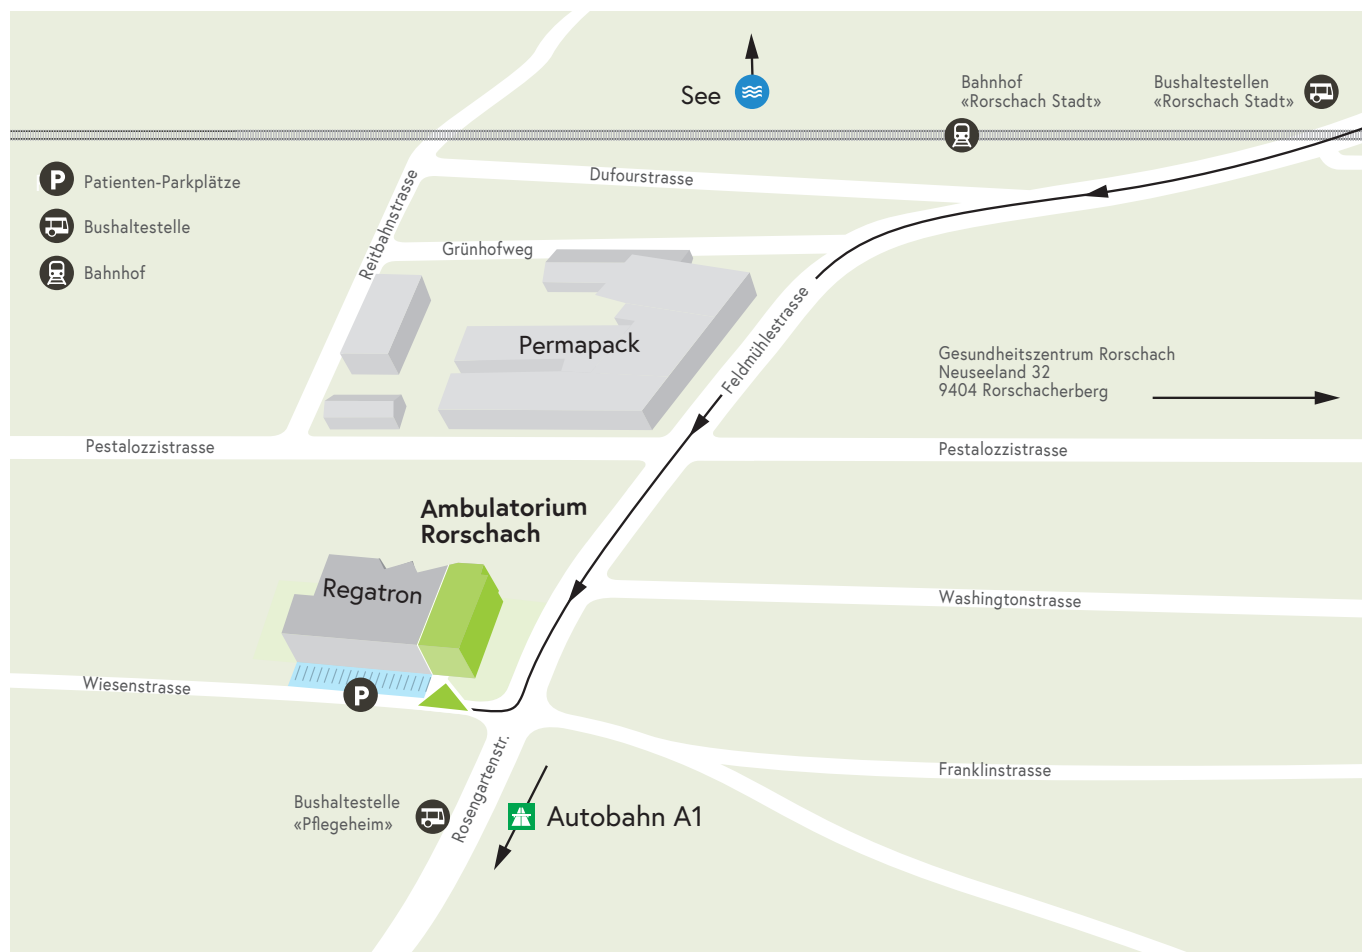 See
Bahnhof
«Rorschach Stadt»
Bushaltestellen
«Rorschach Stadt»
P
Patienten-Parkplätze
Bushaltestelle
Bahnhof
Dufourstrasse
Reitbahnstrasse
Grünhofweg
Permapack
Feldmühlestrasse
Gesundheitszentrum Rorschach
Neuseeland 32
9404 Rorschacherberg
Pestalozzistrasse
Pestalozzistrasse
Ambulatorium
Rorschach
Regatron
Washingtonstrasse
Wiesenstrasse
P
Franklinstrasse
Rosengartenstr.
Bushaltestelle
«Pflegeheim»
Autobahn A1